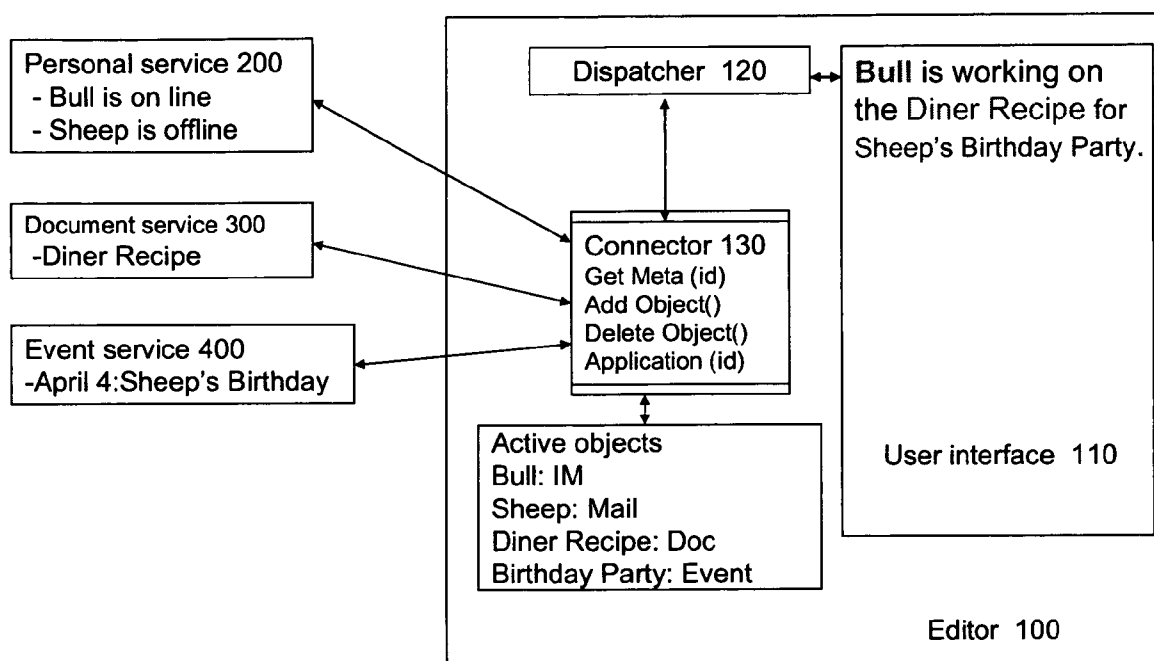 Personal service 200
- Bull is on line
- Sheep is offline
Document service 300
-Diner Recipe
Event service 400
-April 4:Sheep's Birthday
Dispatcher 120
Connector 130
Get Meta (id)
Add Object()
Delete Object()
Application (id)
Active objects
Bull: IM
Sheep: Mail
Diner Recipe: Doc
Birthday Party: Event
Bull is working on
the Diner Recipe for
Sheep's Birthday Party.
User interface 110
Editor 100